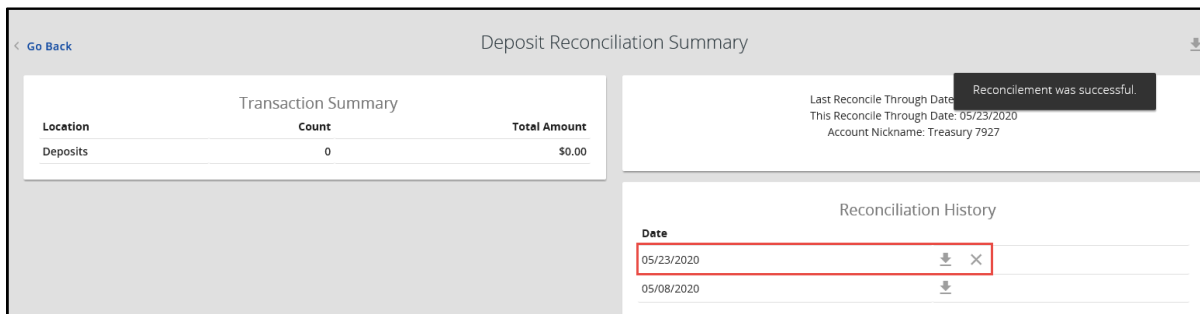 Go Back
Deposit Reconciliation Summary
Transaction Summary
Location Count Total Amount
Deposits 0 $0.00
Reconcilement was successful.
Last Reconcile Through Date
This Reconcile Through Date: 05/23/2020
Account Nickname: Treasury 7927
Reconciliation History
Date
05/23/2020
05/08/2020